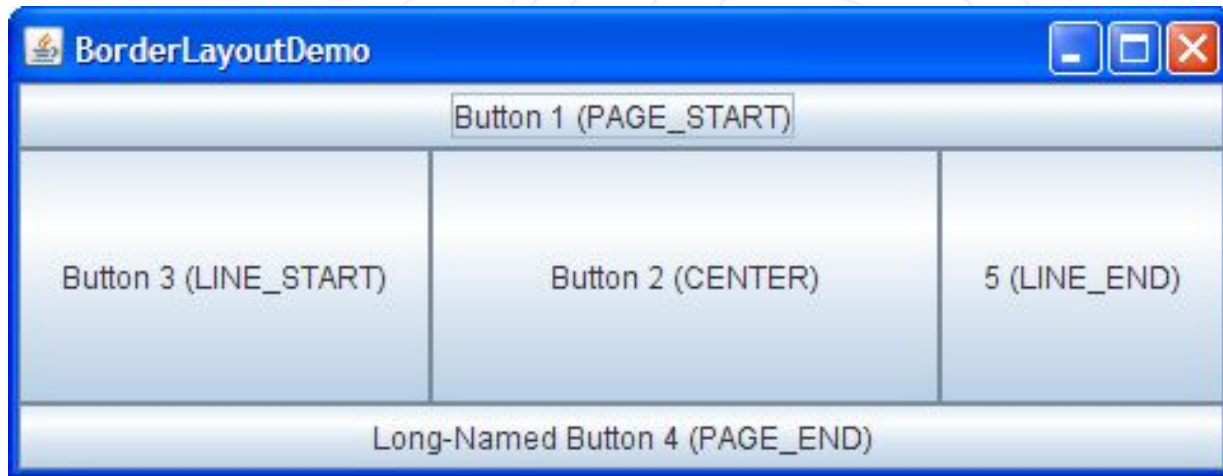 BorderLayoutDemo
Button 1 (PAGE_START)
Button 3 (LINE_START)
Button 2 (CENTER)
5 (LINE_END)
Long-Named Button 4 (PAGE_END)